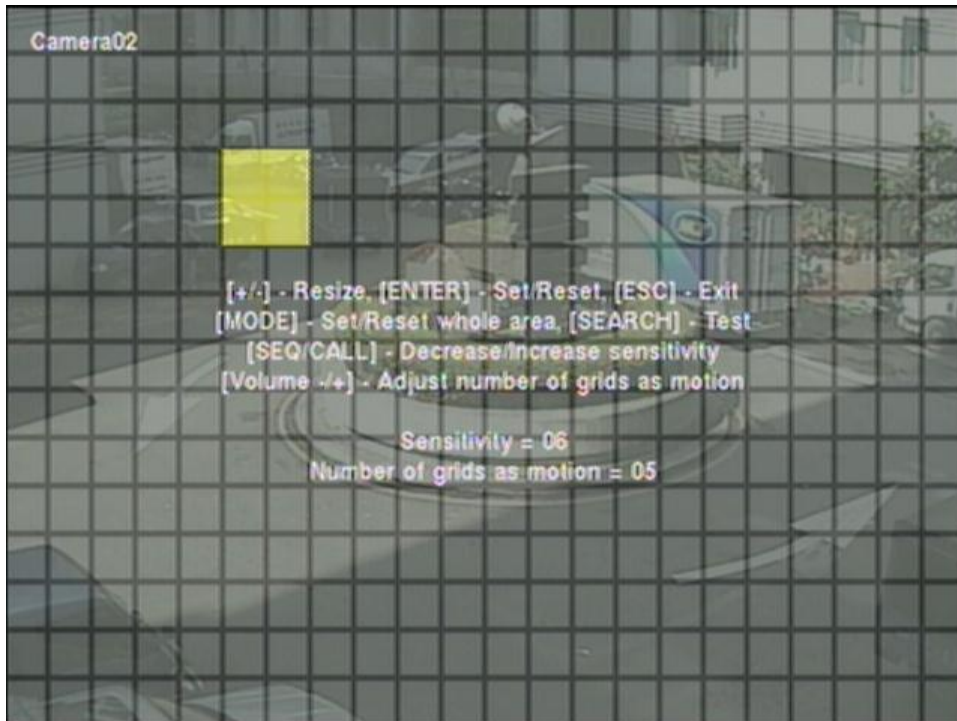 Camera02
[+/-] - Resize, [ENTER] - Set/Reset, [ESC] - Exit
[MODE] - Set/Reset whole area, [SEARCH] - Test
[SEQ/CALL] - Decrease/Increase sensitivity
[Volume -/+] - Adjust number of grids as motion
Sensitivity = 06
Number of grids as motion = 05